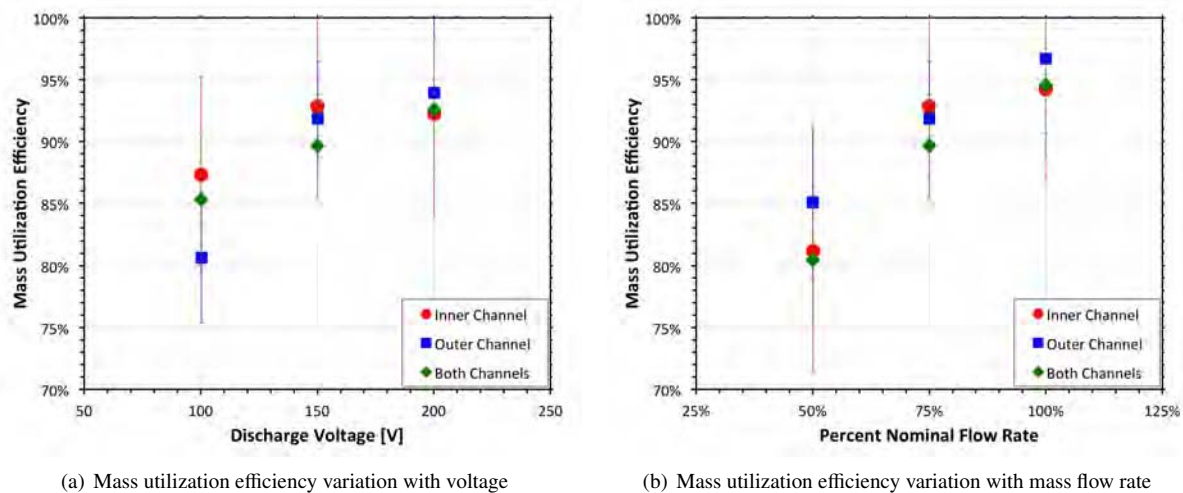 100%
95%
90%
85%
80%
75%
70%
Mass Utilization Efficiency
Inner Channel
Outer Channel
Both Channels
50
100
150
200
250
Discharge Voltage [V]
(a) Mass utilization efficiency variation with voltage
100%
95%
90%
85%
80%
75%
70%
Mass Utilization Efficiency
Inner Channel
Outer Channel
Both Channels
25%
50%
75%
100%
125%
Percent Nominal Flow Rate
(b) Mass utilization efficiency variation with mass flow rate